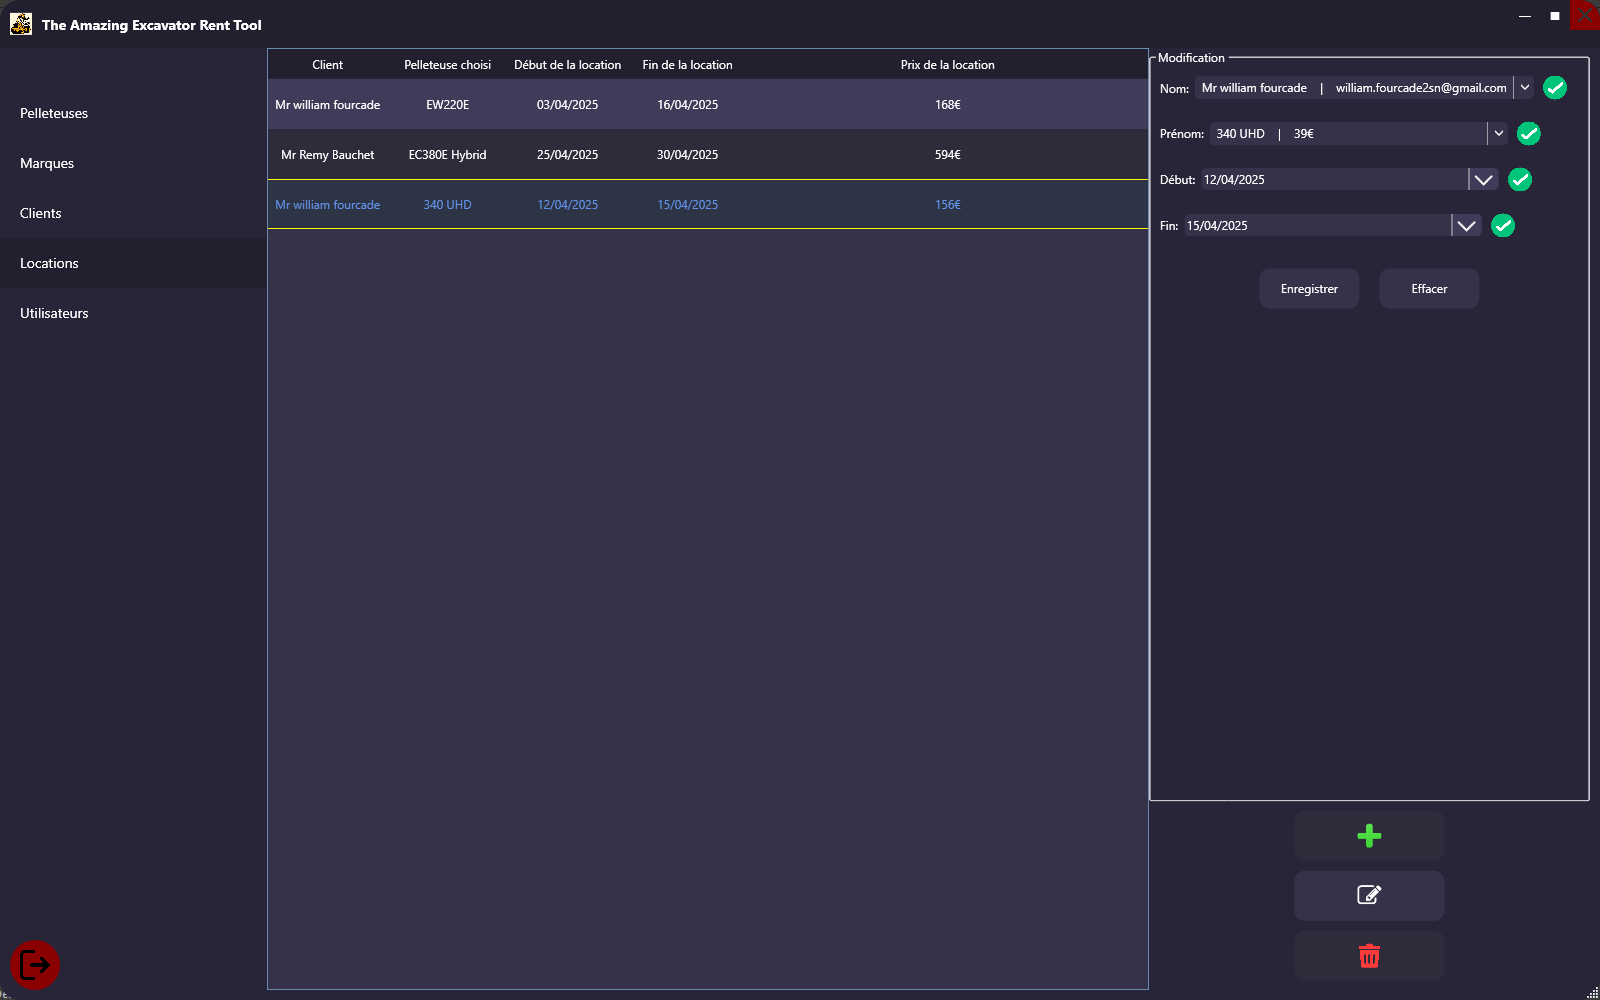 The Amazing Excavator Rent Tool
Pelleteuses
Marques
Clients
Locations
Utilisateurs
Client Pelleteuse choisi Début de la location Fin de la location Prix de la location
Mr william fourcade EW220E 03/04/2025 16/04/2025 168€
Mr Remy Bauchet EC380E Hybrid 25/04/2025 30/04/2025 594€
Mr william fourcade 340 UHD 12/04/2025 15/04/2025 156€
Modification
Nom: Mr william fourcade | william.fourcade2sn@gmail.com
Prénom: 340 UHD | 39€
Début: 12/04/2025
Fin: 15/04/2025
Enregistrer Effacer